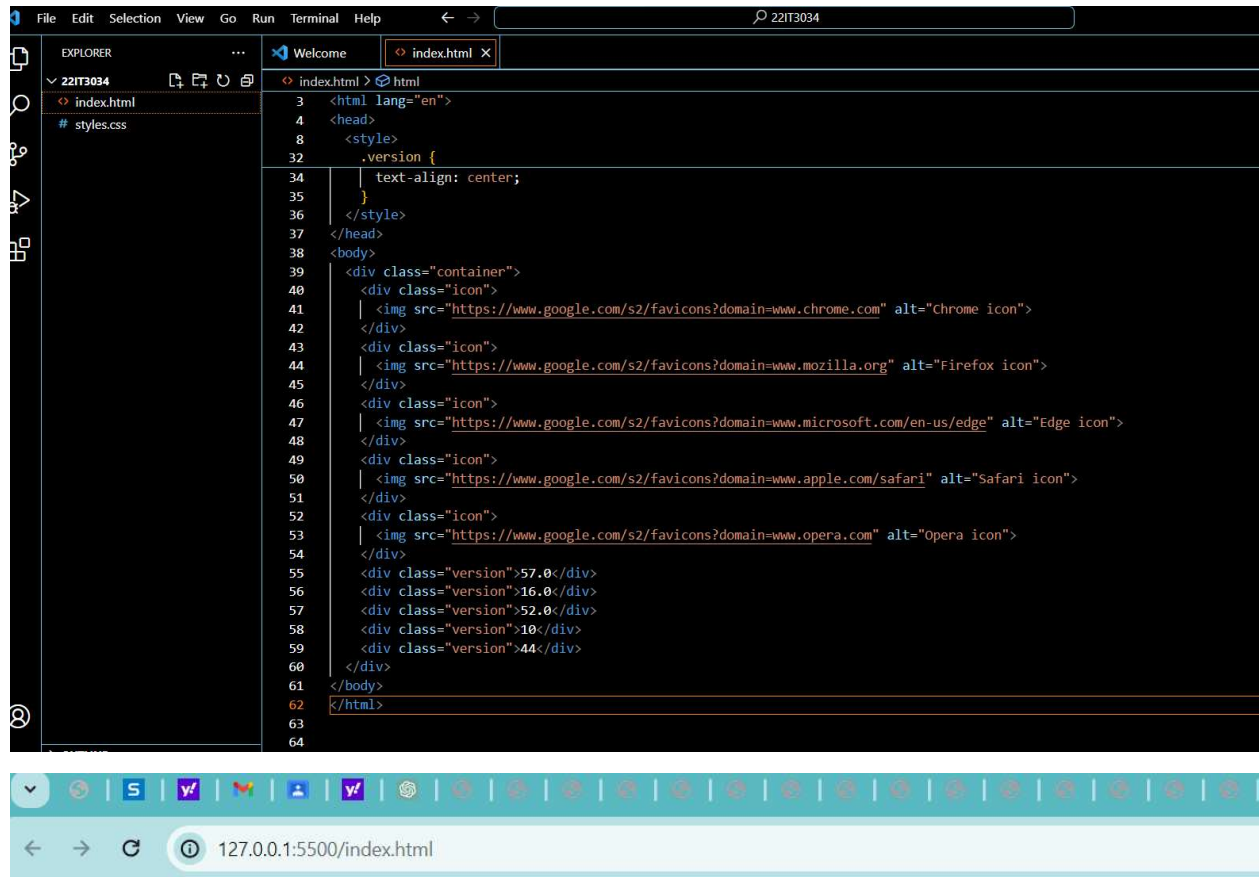 File Edit Selection View Go Run Terminal Help 22IT3034
EXPLORER ... Welcome index.html
22IT3034
index.html
styles.css
index.html > html
3 <html lang="en">
4 <head>
8 <style>
32 .version {
34 text-align: center;
35 }
36 </style>
37 </head>
38 <body>
39 <div class="container">
40 <div class="icon">
41 <img src="https://www.google.com/s2/favicons?domain=www.chrome.com" alt="Chrome icon">
42 </div>
43 <div class="icon">
44 <img src="https://www.google.com/s2/favicons?domain=www.mozilla.org" alt="Firefox icon">
45 </div>
46 <div class="icon">
47 <img src="https://www.google.com/s2/favicons?domain=www.microsoft.com/en-us/edge" alt="Edge icon">
48 </div>
49 <div class="icon">
50 <img src="https://www.google.com/s2/favicons?domain=www.apple.com/safari" alt="Safari icon">
51 </div>
52 <div class="icon">
53 <img src="https://www.google.com/s2/favicons?domain=www.opera.com" alt="Opera icon">
54 </div>
55 <div class="version">57.0</div>
56 <div class="version">16.0</div>
57 <div class="version">52.0</div>
58 <div class="version">10</div>
59 <div class="version">44</div>
60 </div>
61 </body>
62 </html>
63
64
127.0.0.1:5500/index.html